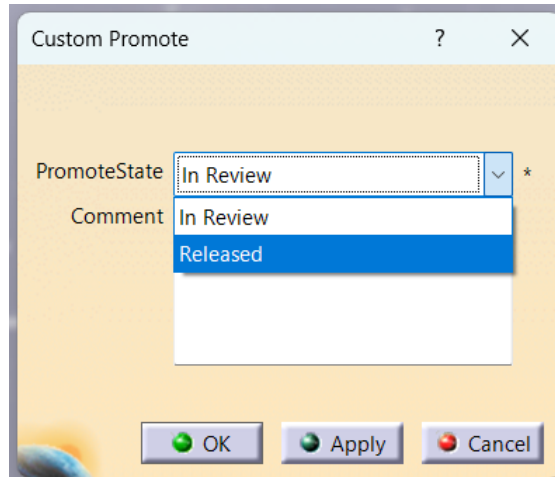 Custom Promote ?
PromoteState In Review *
Comment In Review
Released
OK Apply Cancel